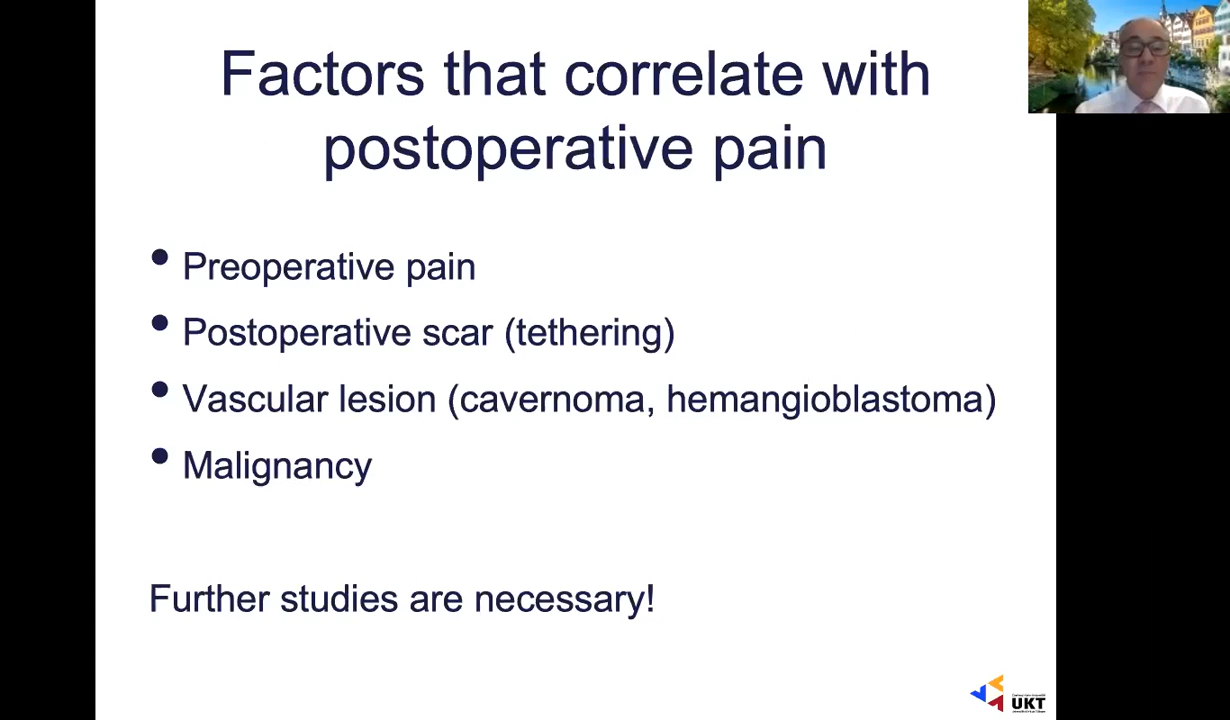 Factors that correlate with
postoperative pain
• Preoperative pain
• Postoperative scar (tethering)
• Vascular lesion (cavernoma, hemangioblastoma)
• Malignancy
Further studies are necessary!
UKT